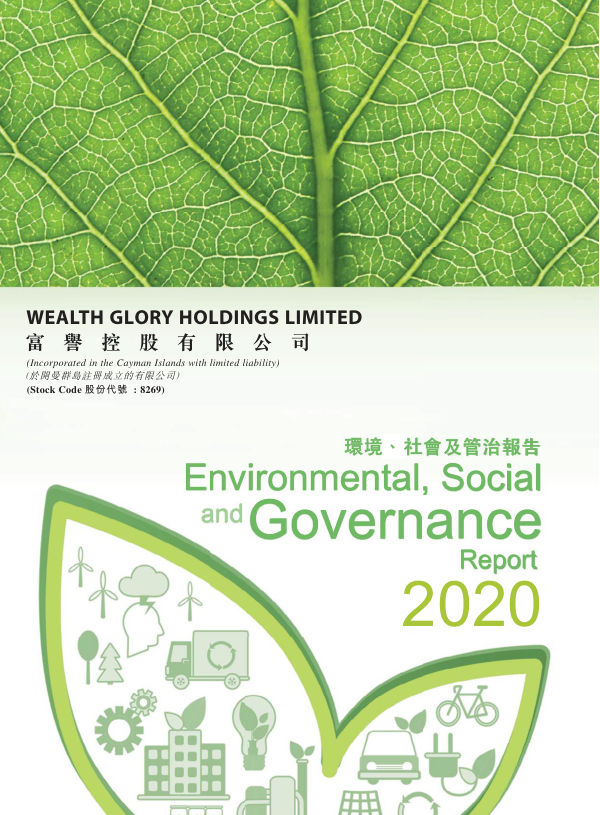 WEALTH GLORY HOLDINGS LIMITED
富譽控股有限公司
(Incorporated in the Cayman Islands with limited liability)
(於開曼群島註冊成立的有限公司)
(Stock Code 股份代號 : 8269)
環境、社會及管治報告
Environmental, Social
and Governance
Report
2020